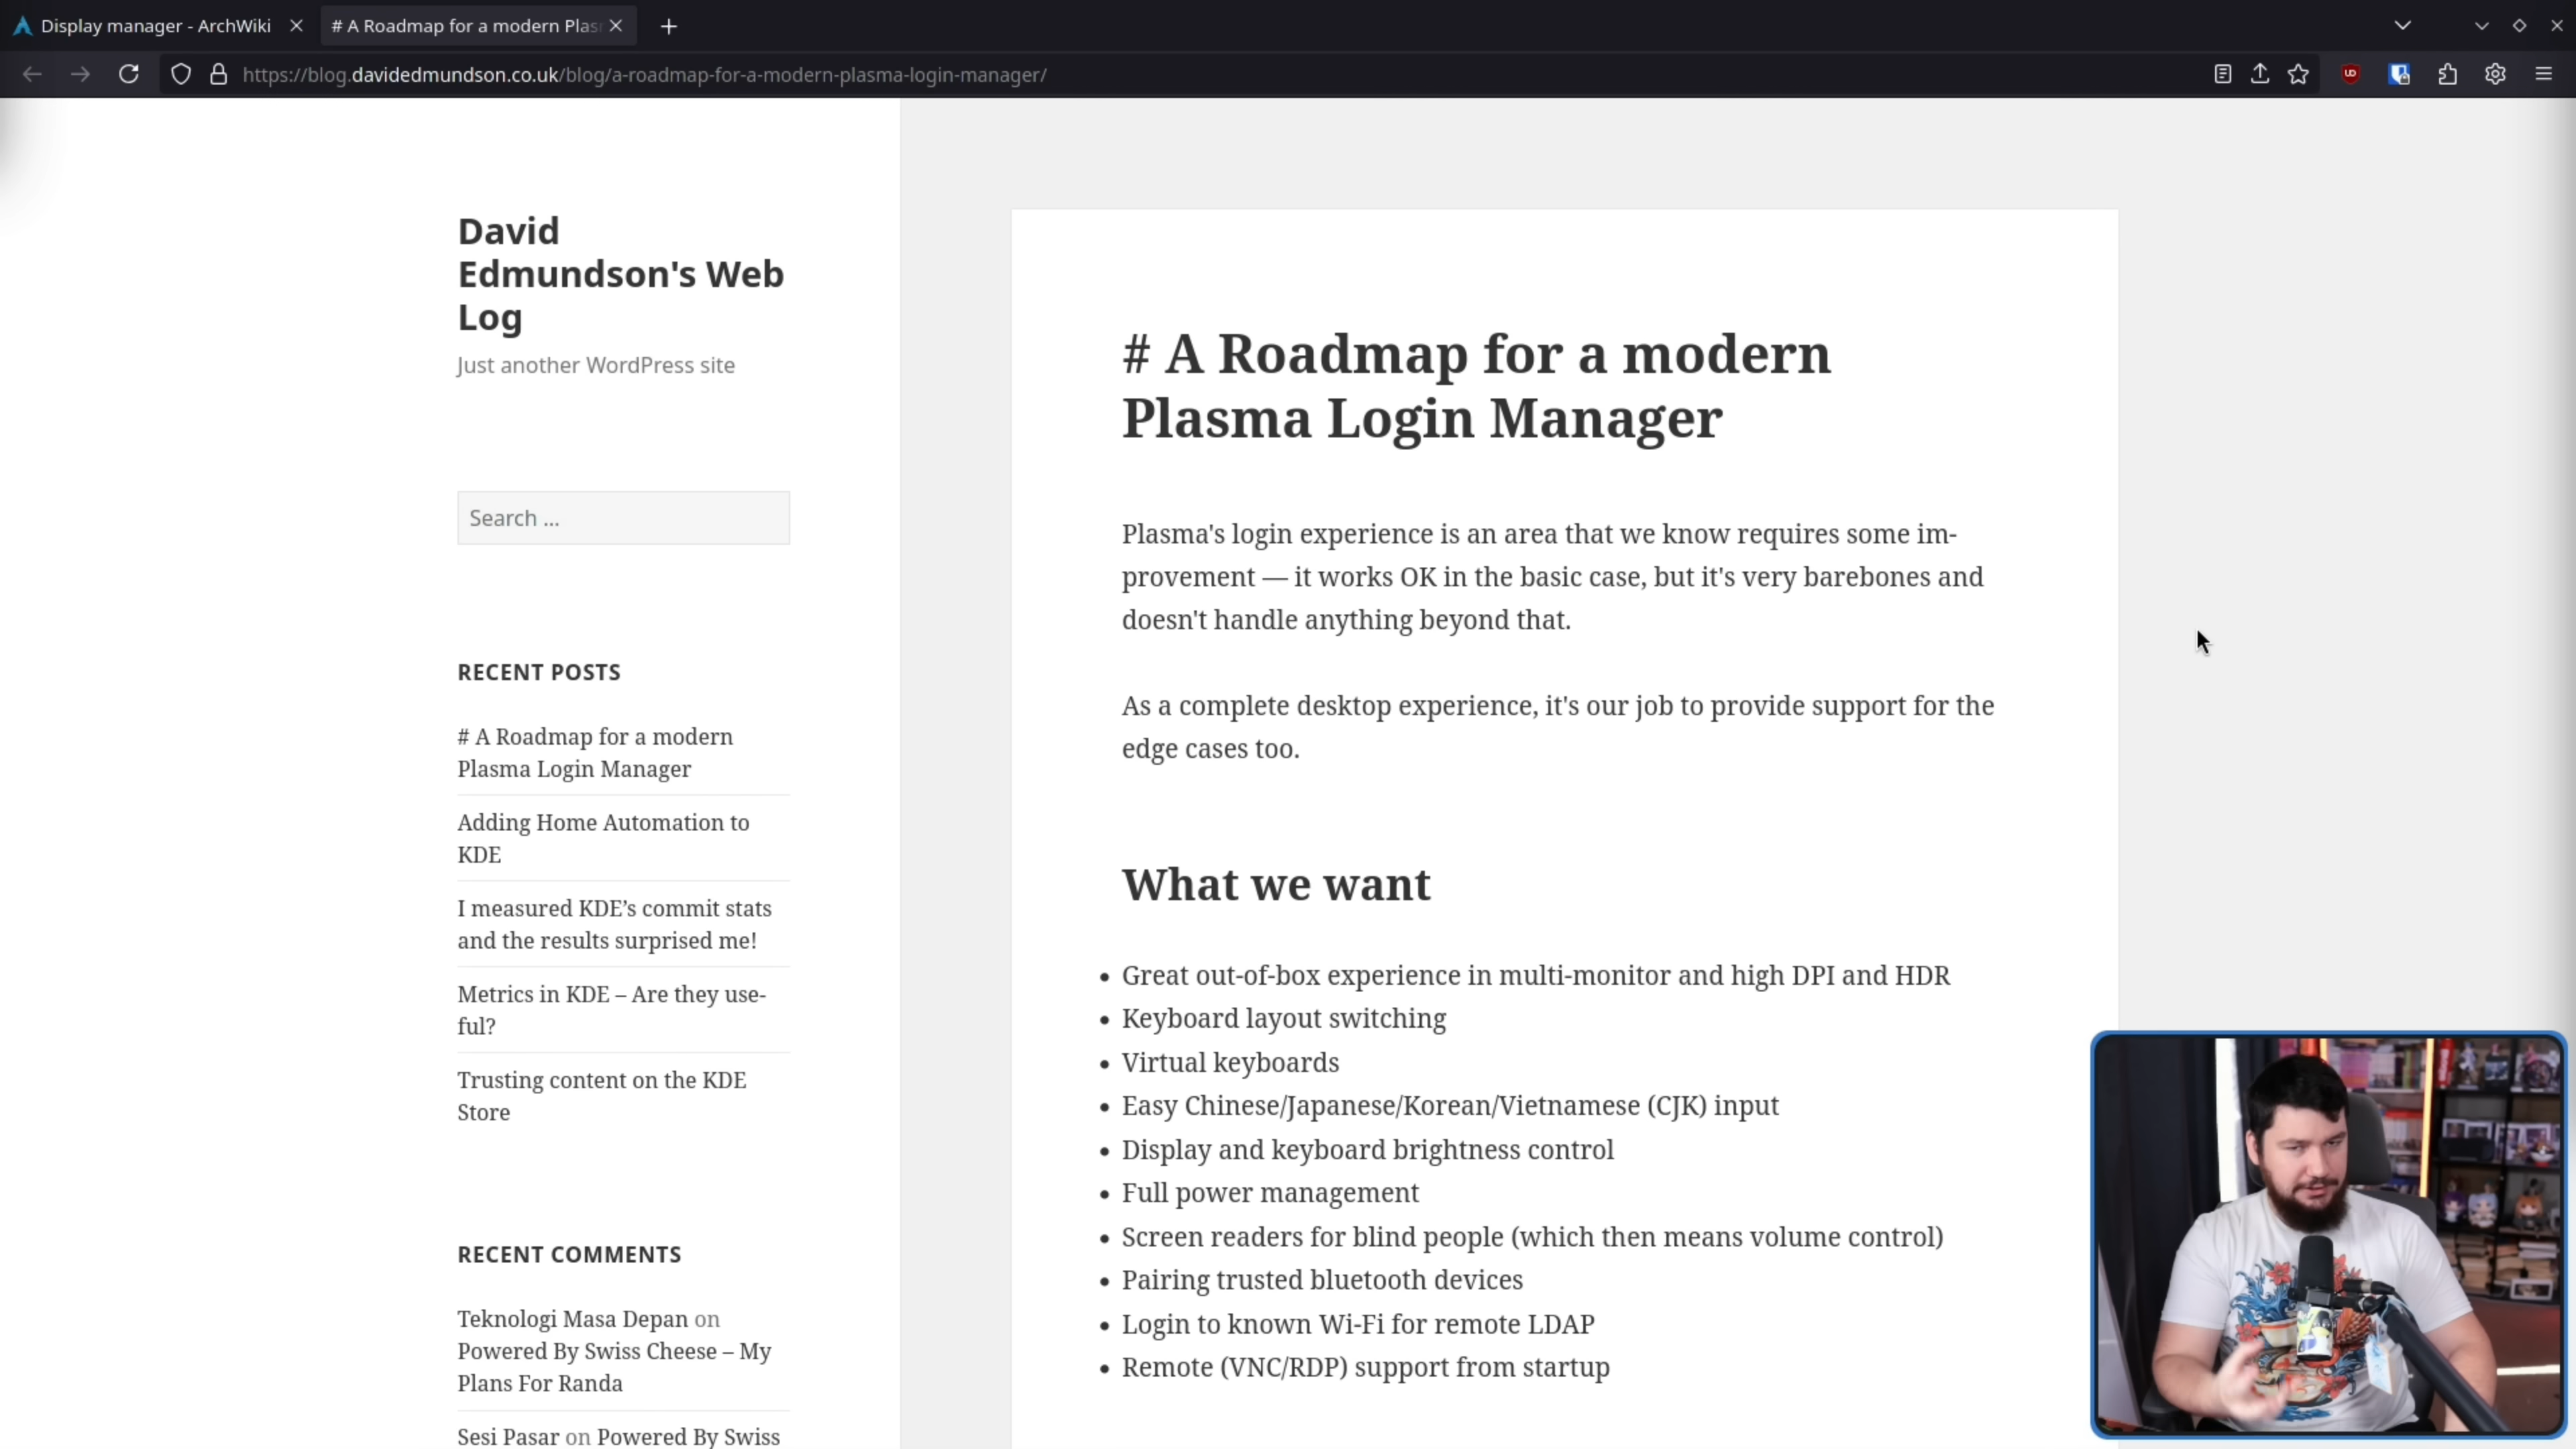 Display manager - ArchWiki
# A Roadmap for a modern Plas
https://blog.davidedmundson.co.uk/blog/a-roadmap-for-a-modern-plasma-login-manager/
David
Edmundson's Web
Log
Just another WordPress site
Search ...
RECENT POSTS
# A Roadmap for a modern
Plasma Login Manager
Adding Home Automation to
KDE
I measured KDE’s commit stats
and the results surprised me!
Metrics in KDE – Are they use-
ful?
Trusting content on the KDE
Store
RECENT COMMENTS
Teknologi Masa Depan on
Powered By Swiss Cheese – My
Plans For Randa
Sesi Pasar on Powered By Swiss
# A Roadmap for a modern
Plasma Login Manager
Plasma's login experience is an area that we know requires some im-
provement — it works OK in the basic case, but it's very barebones and
doesn't handle anything beyond that.
As a complete desktop experience, it's our job to provide support for the
edge cases too.
What we want
• Great out-of-box experience in multi-monitor and high DPI and HDR
• Keyboard layout switching
• Virtual keyboards
• Easy Chinese/Japanese/Korean/Vietnamese (CJK) input
• Display and keyboard brightness control
• Full power management
• Screen readers for blind people (which then means volume control)
• Pairing trusted bluetooth devices
• Login to known Wi-Fi for remote LDAP
• Remote (VNC/RDP) support from startup